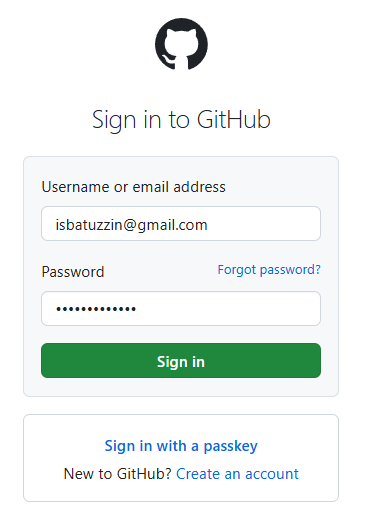 Sign in to GitHub
Username or email address
isbatuzzin@gmail.com
Password Forgot password?
•••••••••••••
Sign in
Sign in with a passkey
New to GitHub? Create an account